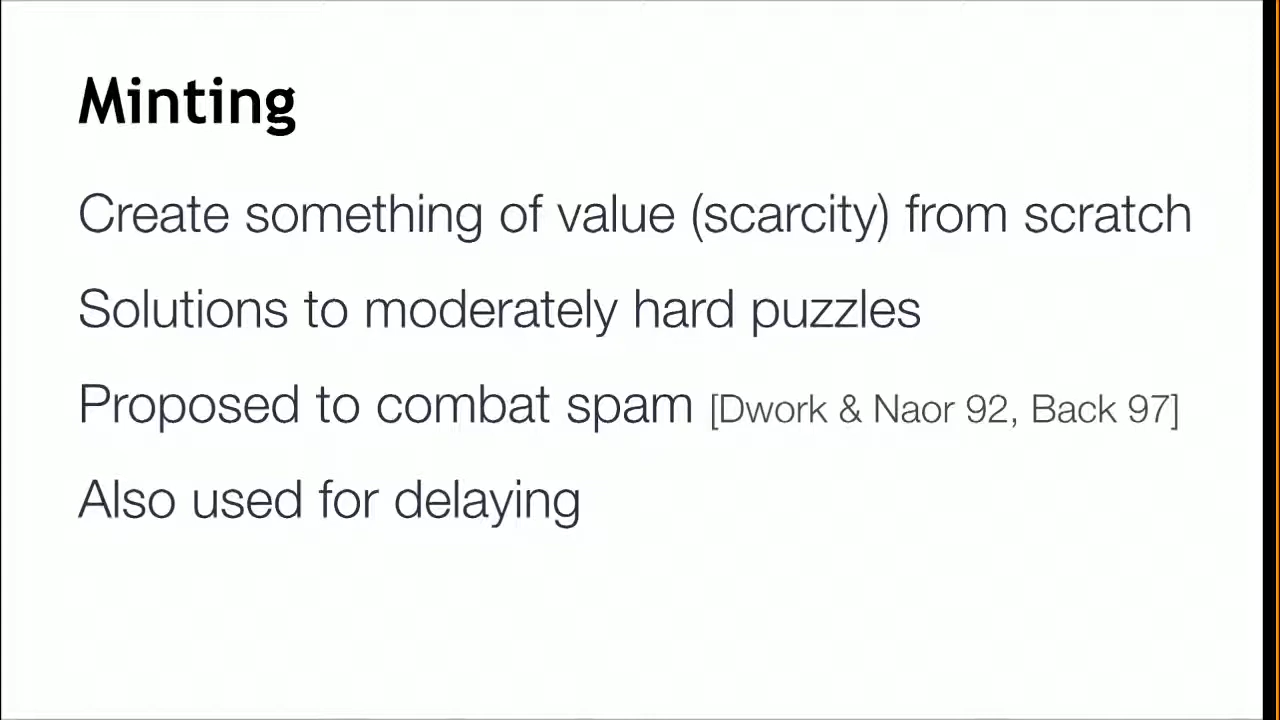 Minting
Create something of value (scarcity) from scratch
Solutions to moderately hard puzzles
Proposed to combat spam [Dwork & Naor 92, Back 97]
Also used for delaying